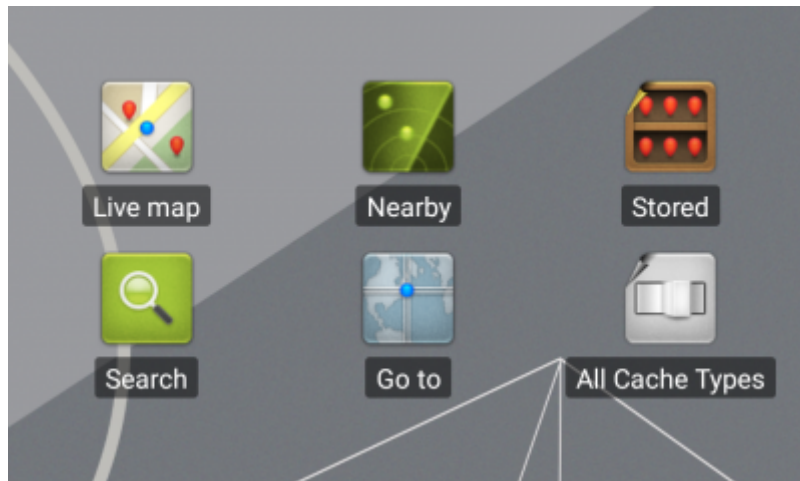 Live map
Nearby
Stored
Search
Go to
All Cache Types